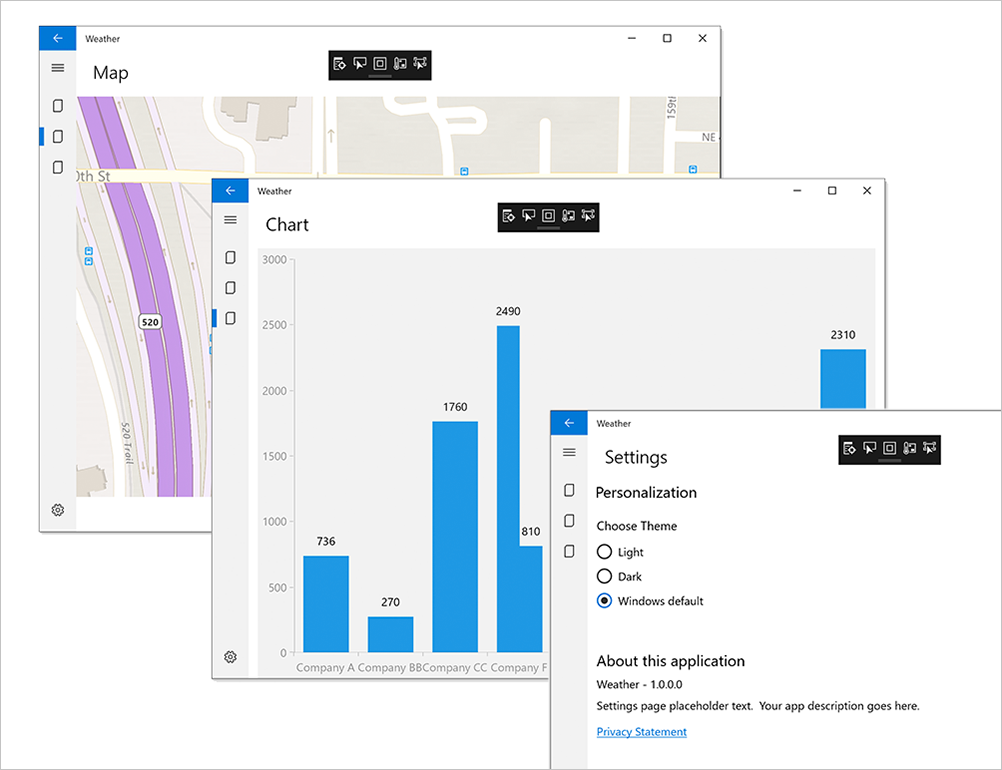 Weather
Map
159th
NE
0th St
520
520 Trail
Weather
Chart
3000
2500
2000
1500
1000
500
0
736
270
1760
2490
810
2310
Company A Company BB Company CC Company F
Weather
Settings
Personalization
Choose Theme
Light
Dark
Windows default
About this application
Weather - 1.0.0.0
Settings page placeholder text. Your app description goes here.
Privacy Statement